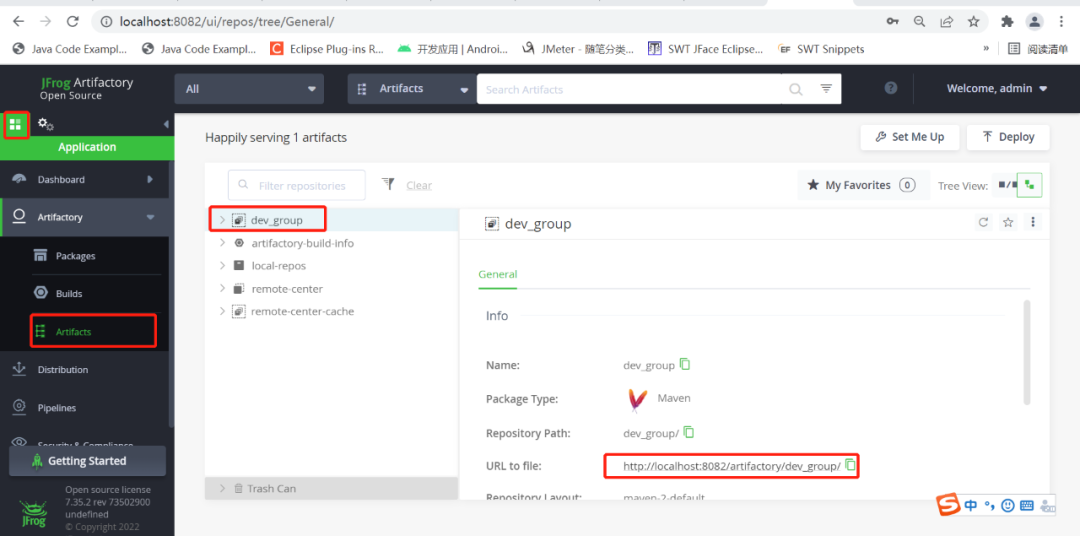 localhost:8082/ui/repos/tree/General/
Java Code Exampl... Java Code Exampl... Eclipse Plug-ins R... 开发应用 | Androi... JMeter - 随笔分类... SWT JFace Eclipse... EF SWT Snippets » 阅读清单
JFrog Artifactory
Open Source
All
Artifacts
Search Artifacts
Welcome, admin
Application
Happily serving 1 artifacts
Set Me Up
Deploy
Dashboard
Filter repositories
Clear
My Favorites 0
Tree View:
Artifactory
dev_group
artifactory-build-info
local-repos
remote-center
remote-center-cache
Trash Can
Packages
Builds
Artifacts
Distribution
Pipelines
Security & Compliance
Getting Started
Open source license
7.35.2 rev 73502900
undefined
© Copyright 2022
JFrog
dev_group
General
Info
Name: dev_group
Package Type: Maven
Repository Path: dev_group/
URL to file: http://localhost:8082/artifactory/dev_group/
Repository Layout: maven-2-default
S 中